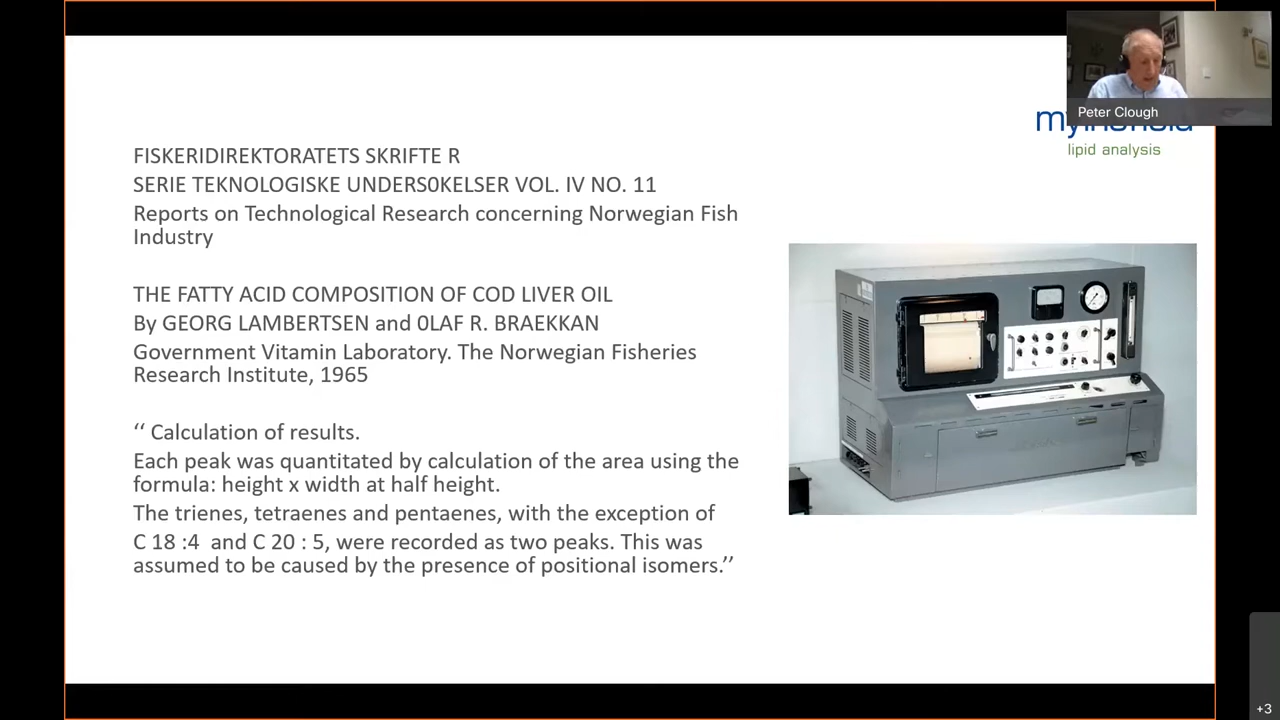 Peter Clough
lipid analysis
FISKERIDIREKTORATETS SKRIFTE R
SERIE TEKNOLOGISKE UNDERS0KELSER VOL. IV NO. 11
Reports on Technological Research concerning Norwegian Fish
Industry
THE FATTY ACID COMPOSITION OF COD LIVER OIL
By GEORG LAMBERTSEN and 0LAF R. BRAEKKAN
Government Vitamin Laboratory. The Norwegian Fisheries
Research Institute, 1965
‘‘ Calculation of results.
Each peak was quantitated by calculation of the area using the
formula: height x width at half height.
The trienes, tetraenes and pentaenes, with the exception of
C 18 :4 and C 20 : 5, were recorded as two peaks. This was
assumed to be caused by the presence of positional isomers.’’
+3